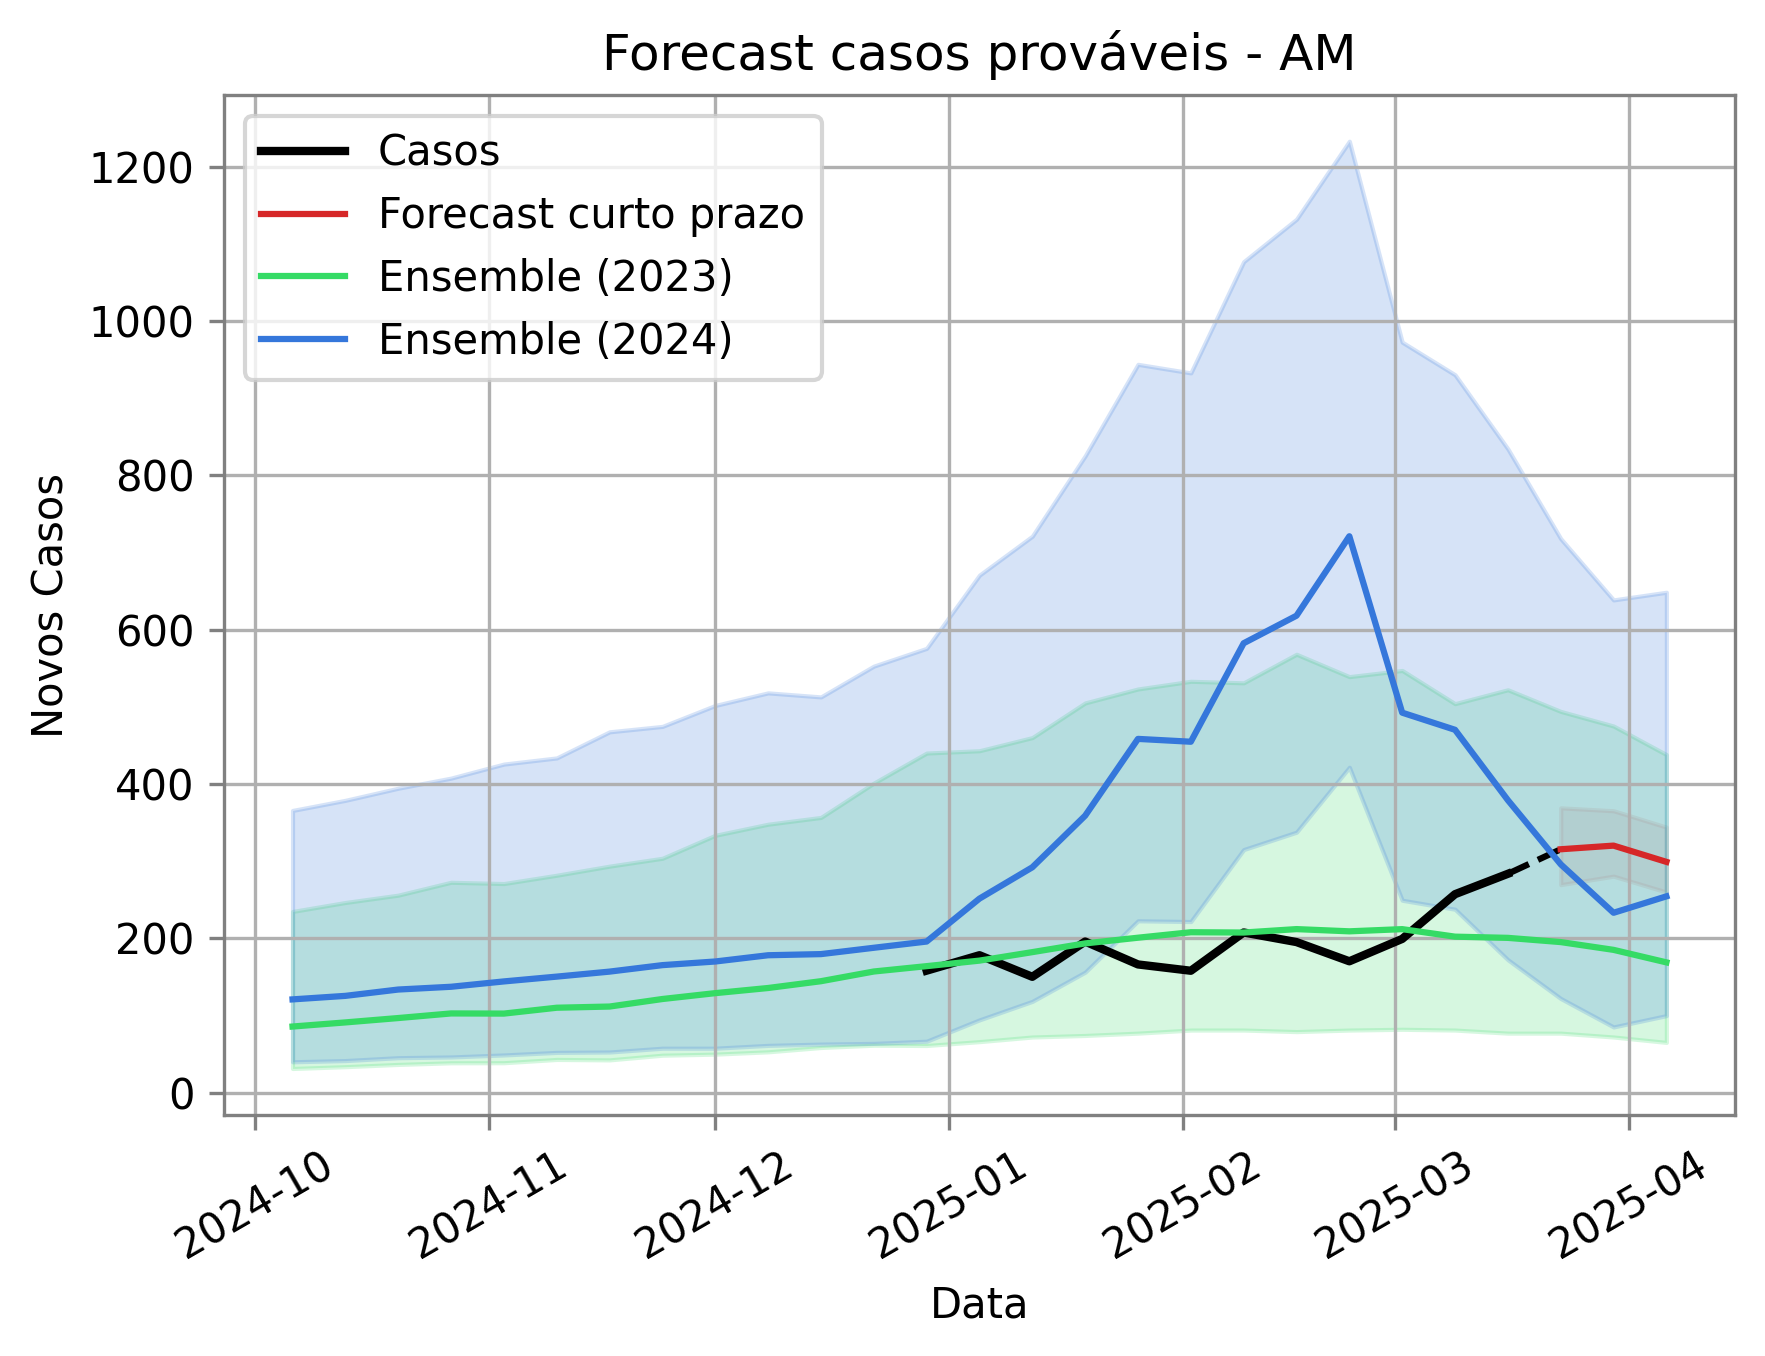 Forecast casos prováveis - AM
Casos
Forecast curto prazo
Ensemble (2023)
Ensemble (2024)
Novos Casos
1200
1000
800
600
400
200
0
2024-10
2024-11
2024-12
2025-01
2025-02
2025-03
2025-04
Data